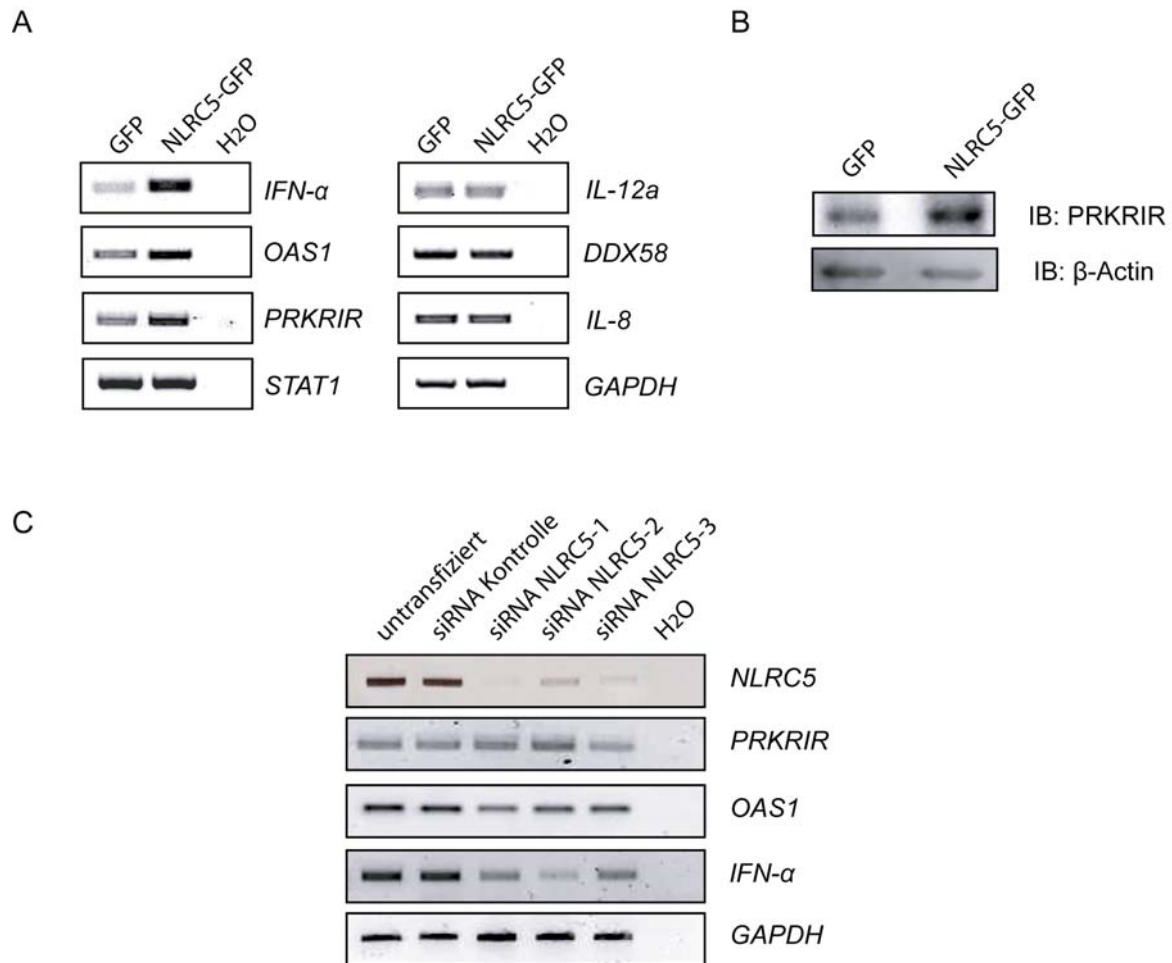 A
GFP
NLRC5-GFP
H2O
IFN-α
OAS1
PRKRIR
STAT1
GFP
NLRC5-GFP
H2O
IL-12a
DDX58
IL-8
GAPDH
B
GFP
NLRC5-GFP
IB: PRKRIR
IB: β-Actin
C
untransfiziert
siRNA Kontrolle
siRNA NLRC5-1
siRNA NLRC5-2
siRNA NLRC5-3
H2O
NLRC5
PRKRIR
OAS1
IFN-α
GAPDH